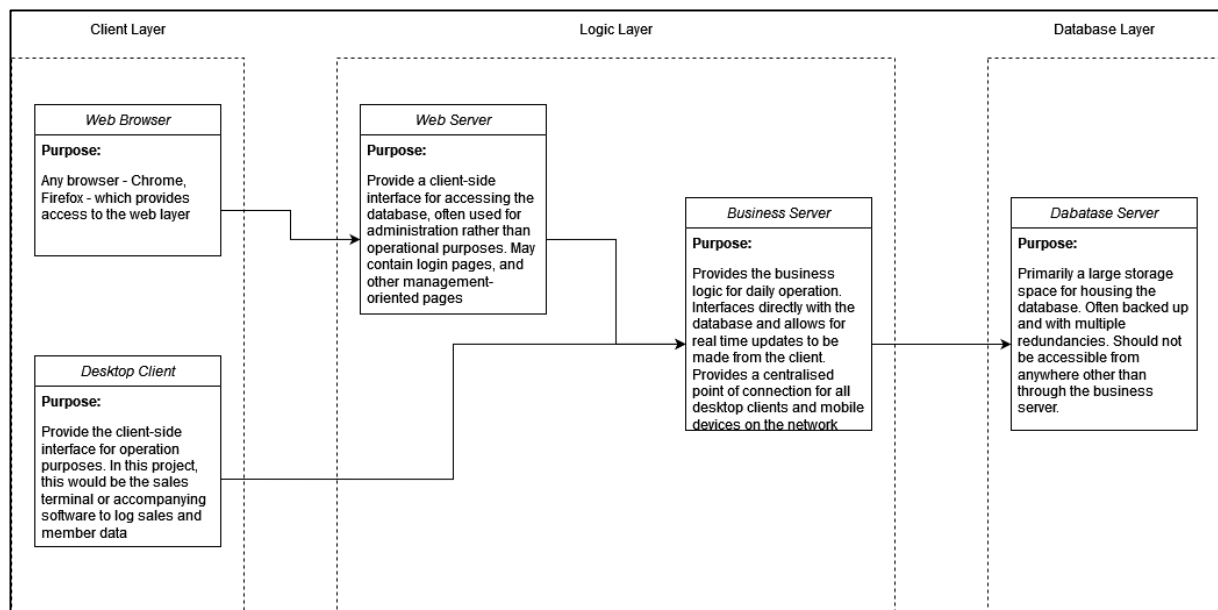 Client Layer
Logic Layer
Database Layer
Web Browser
Purpose:
Any browser - Chrome,
Firefox - which provides
access to the web layer
Desktop Client
Purpose:
Provide the client-side
interface for operation
purposes. In this project,
this would be the sales
terminal or accompanying
software to log sales and
member data
Web Server
Purpose:
Provide a client-side
interface for accessing the
database, often used for
administration rather than
operational purposes. May
contain login pages, and
other management-
oriented pages
Business Server
Purpose:
Provides the business
logic for daily operation.
Interfaces directly with the
database and allows for
real time updates to be
made from the client.
Provides a centralised
point of connection for all
desktop clients and mobile
devices on the network
Dabatase Server
Purpose:
Primarily a large storage
space for housing the
database. Often backed up
and with multiple
redundancies. Should not
be accessible from
anywhere other than
through the business
server.